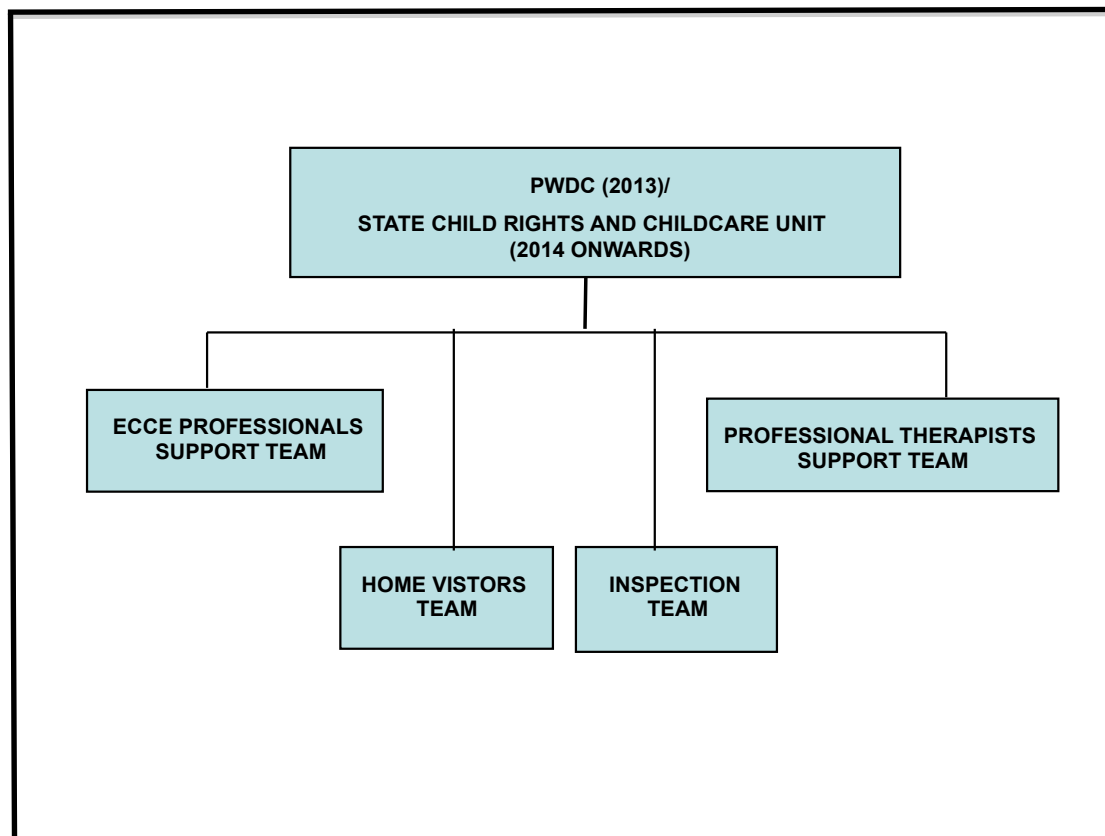 PWDC (2013)/
STATE CHILD RIGHTS AND CHILDCARE UNIT
(2014 ONWARDS)
ECCE PROFESSIONALS
SUPPORT TEAM
PROFESSIONAL THERAPISTS
SUPPORT TEAM
HOME VISTORS
TEAM
INSPECTION
TEAM